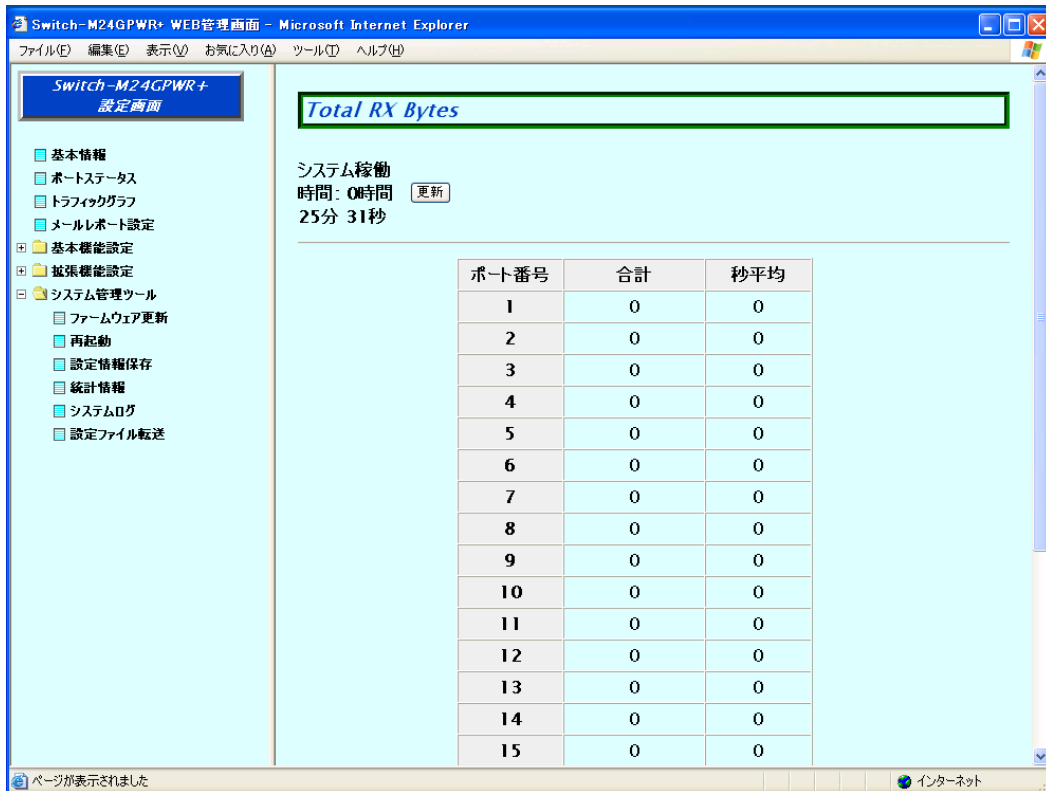 Switch-M24GPWR+ WEB管理画面 - Microsoft Internet Explorer
ファイル(F) 編集(E) 表示(V) お気に入り(A) ツール(T) ヘルプ(H)
Switch-M24GPWR+
設定画面
基本情報
ポートステータス
トラフィックグラフ
メールレポート設定
基本機能設定
拡張機能設定
システム管理ツール
ファームウェア更新
再起動
設定情報保存
統計情報
システムログ
設定ファイル転送
Total RX Bytes
システム稼働
時間: 0時間 更新
25分 31秒
ポート番号 合計 秒平均
1 0 0
2 0 0
3 0 0
4 0 0
5 0 0
6 0 0
7 0 0
8 0 0
9 0 0
10 0 0
11 0 0
12 0 0
13 0 0
14 0 0
15 0 0
ページが表示されました インターネット